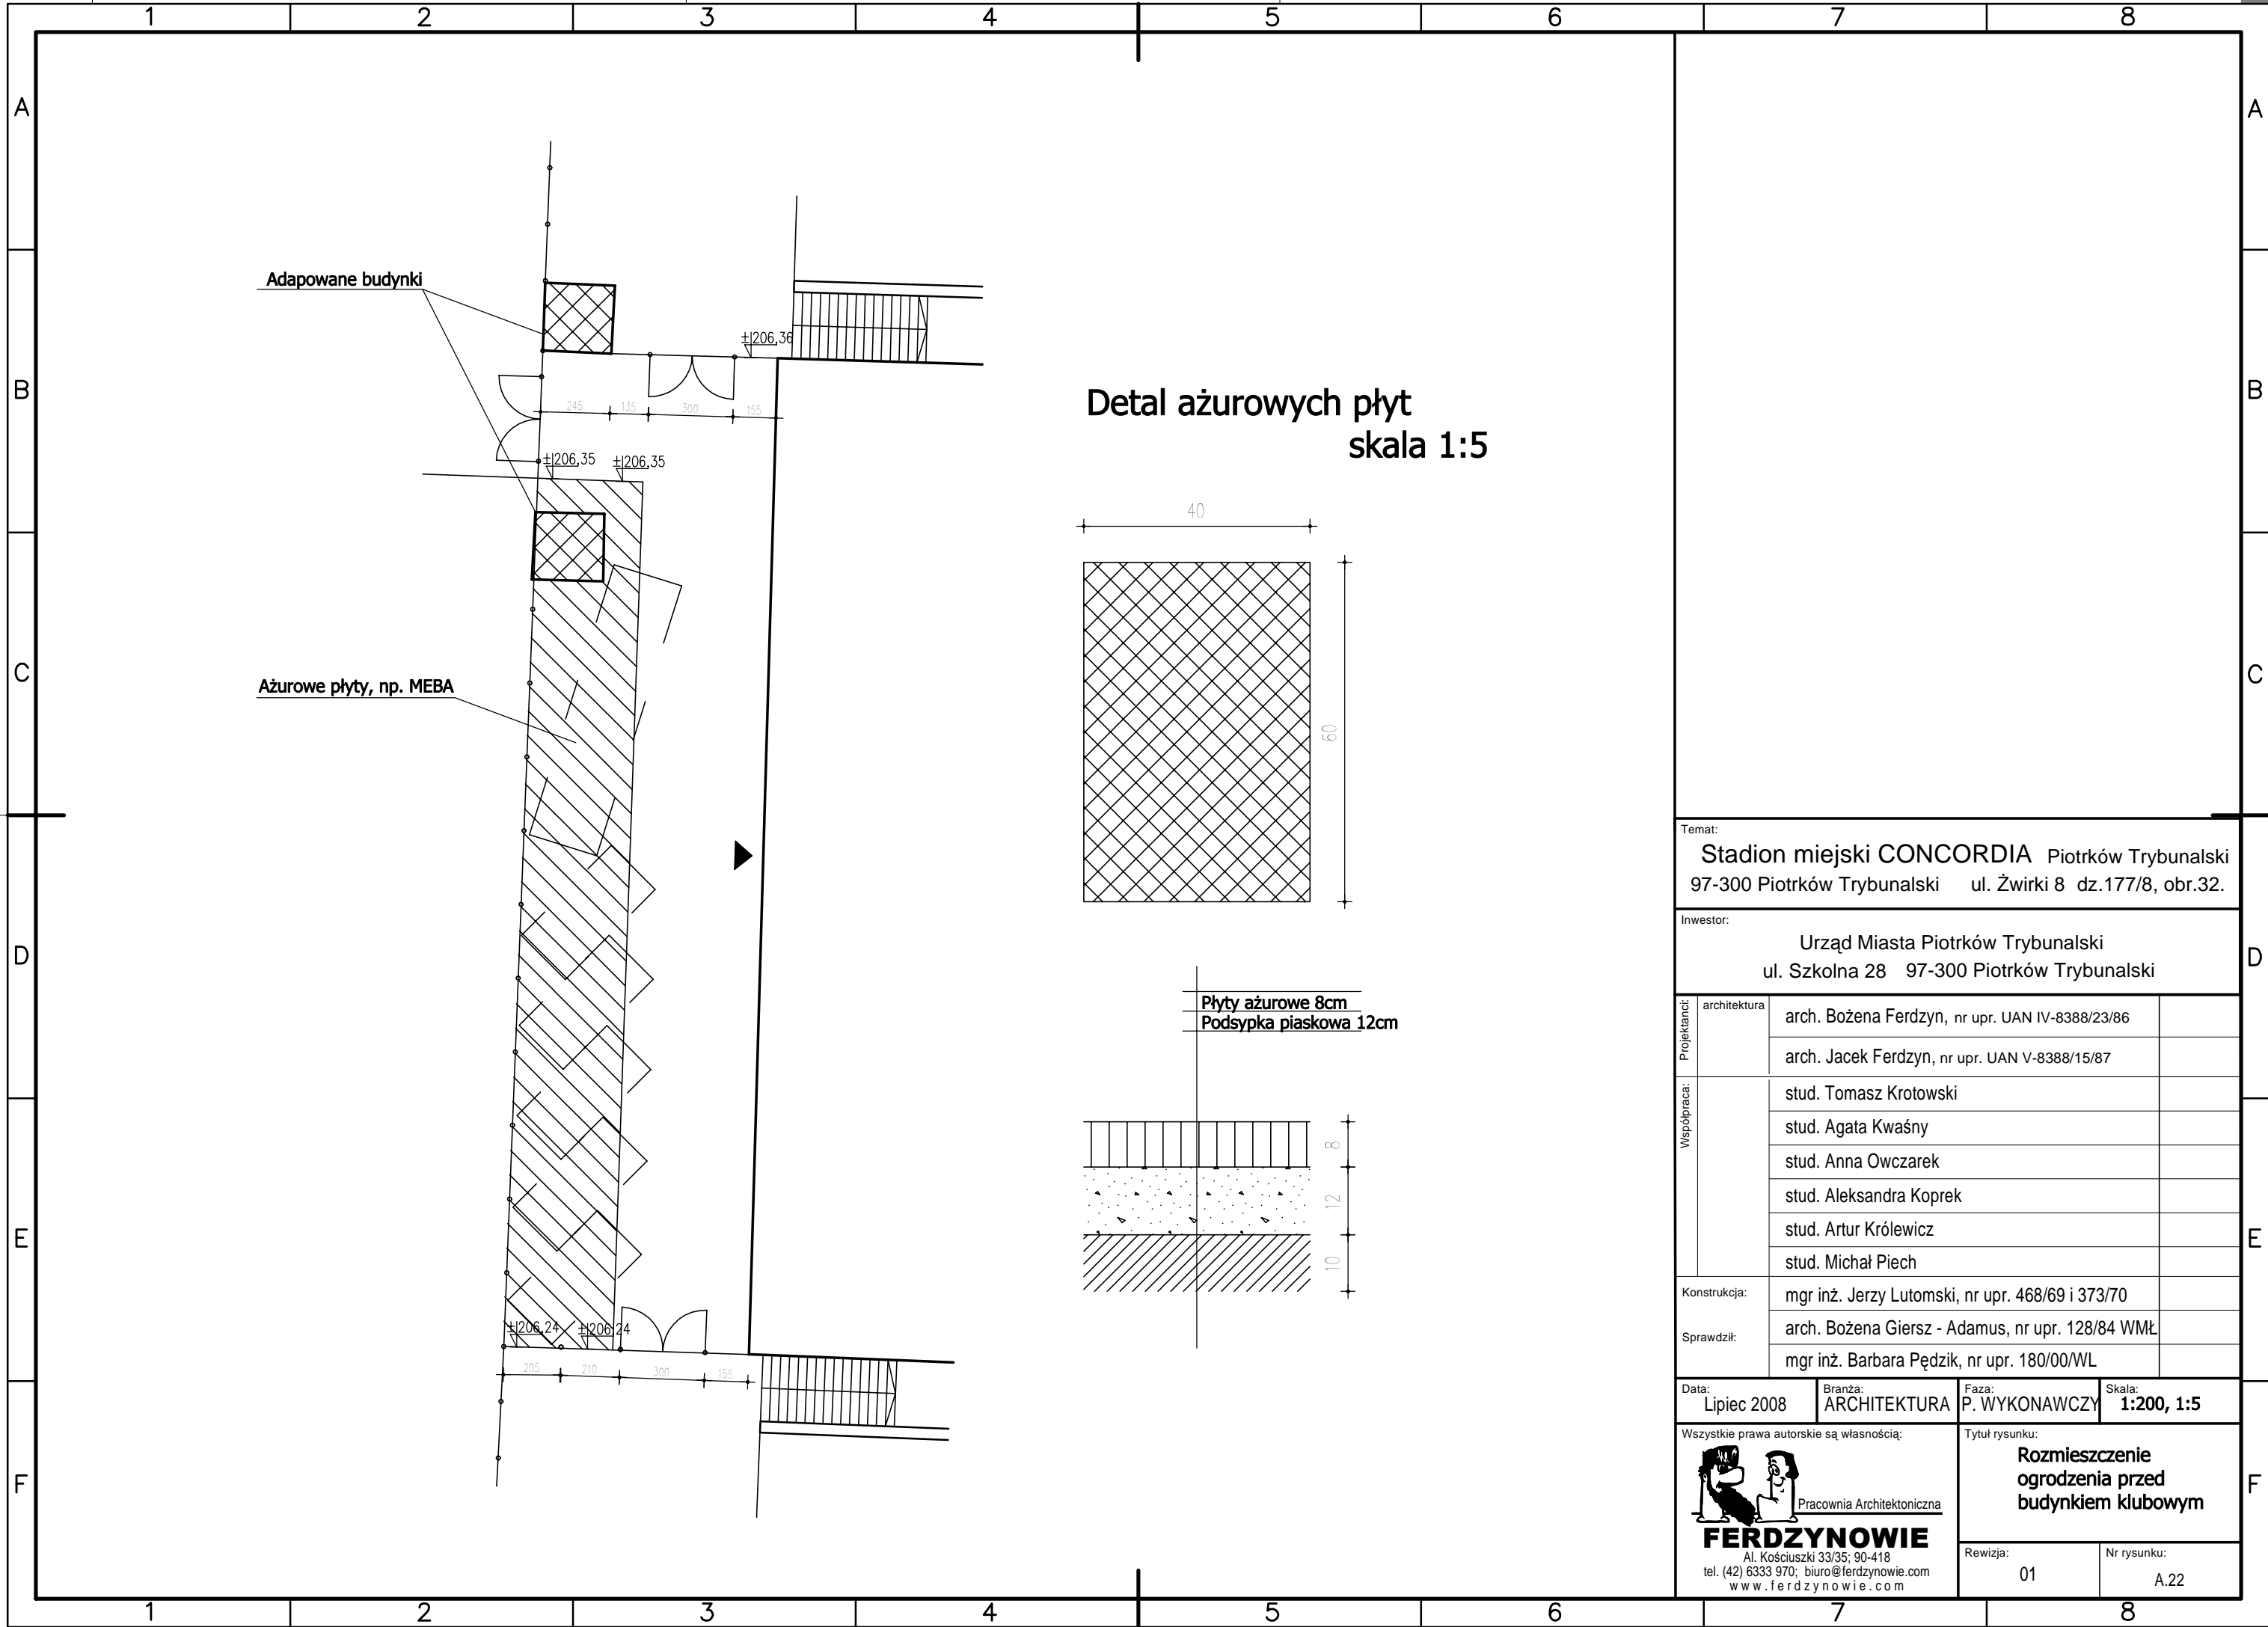 1 2 3 4 5 6 7 8
A A
B B
C C
D D
E E
F F
Adapowane budynki
±206,36
245 135 300 155
±206,35 ±206,35
Ażurowe płyty, np. MEBA
±206,24 ±206,24
205 210 300 155
Detal ażurowych płyt
skala 1:5
40
60
Płyty ażurowe 8cm
Podsypka piaskowa 12cm
8
12
10
Temat:
Stadion miejski CONCORDIA Piotrków Trybunalski
97-300 Piotrków Trybunalski ul. Żwirki 8 dz.177/8, obr.32.
Inwestor:
Urząd Miasta Piotrków Trybunalski
ul. Szkolna 28 97-300 Piotrków Trybunalski
Projektanci:
architektura
arch. Bożena Ferdzyn, nr upr. UAN IV-8388/23/86
arch. Jacek Ferdzyn, nr upr. UAN V-8388/15/87
Współpraca:
stud. Tomasz Krotowski
stud. Agata Kwaśny
stud. Anna Owczarek
stud. Aleksandra Koprek
stud. Artur Królewicz
stud. Michał Piech
Konstrukcja:
mgr inż. Jerzy Lutomski, nr upr. 468/69 i 373/70
Sprawdził:
arch. Bożena Giersz - Adamus, nr upr. 128/84 WMŁ
mgr inż. Barbara Pędzik, nr upr. 180/00/WL
Data:
Lipiec 2008
Branża:
ARCHITEKTURA
Faza:
P. WYKONAWCZY
Skala:
1:200, 1:5
Wszystkie prawa autorskie są własnością:
Pracownia Architektoniczna
FERDZYNOWIE
Al. Kościuszki 33/35; 90-418
tel. (42) 6333 970; biuro@ferdzynowie.com
www.ferdzynowie.com
Tytuł rysunku:
Rozmieszczenie
ogrodzenia przed
budynkiem klubowym
Rewizja:
01
Nr rysunku:
A.22
1 2 3 4 5 6 7 8